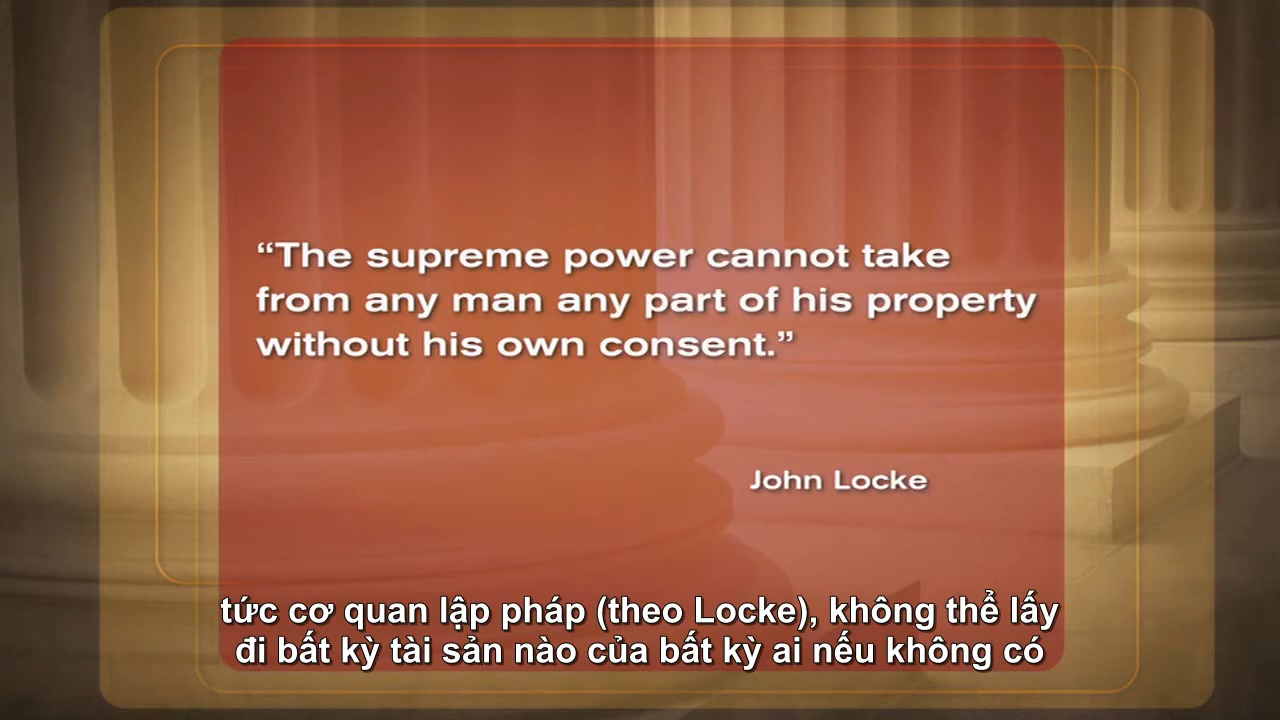 “The supreme power cannot take
from any man any part of his property
without his own consent.”
John Locke
tức cơ quan lập pháp (theo Locke), không thể lấy
đi bất kỳ tài sản nào của bất kỳ ai nếu không có